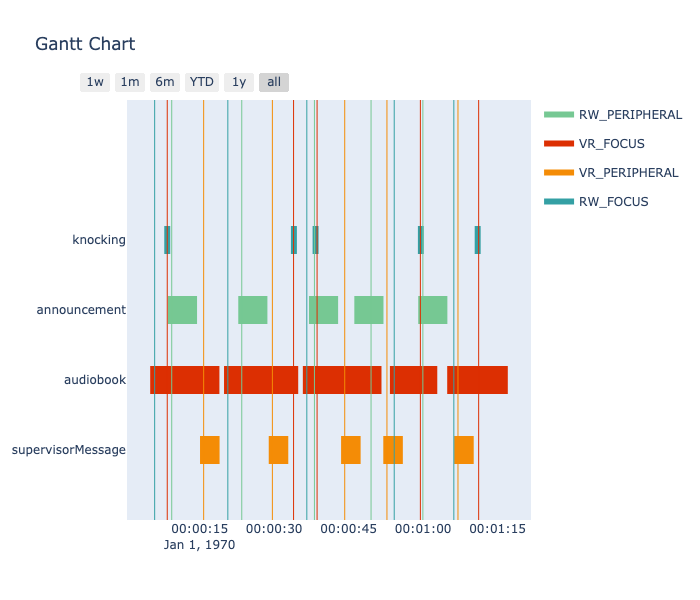 Gantt Chart
1w 1m 6m YTD 1y all
RW_PERIPHERAL
VR_FOCUS
VR_PERIPHERAL
RW_FOCUS
knocking
announcement
audiobook
supervisorMessage
00:00:15 00:00:30 00:00:45 00:01:00 00:01:15
Jan 1, 1970